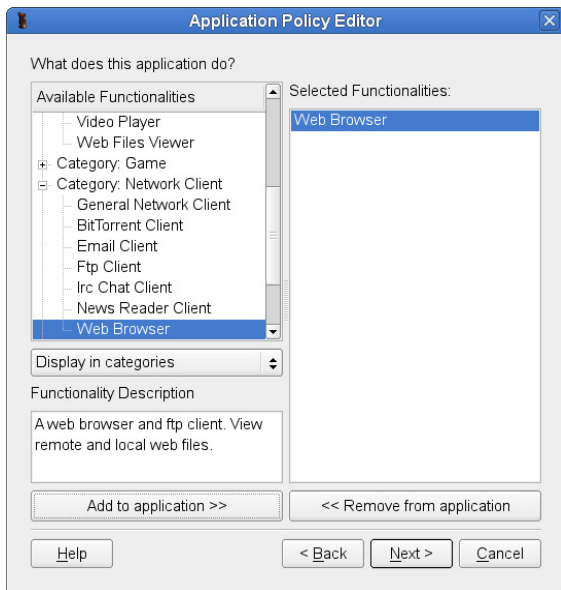 Application Policy Editor
What does this application do?
Available Functionalities
Video Player
Web Files Viewer
Category: Game
Category: Network Client
General Network Client
BitTorrent Client
Email Client
Ftp Client
Irc Chat Client
News Reader Client
Web Browser
Display in categories
Functionality Description
A web browser and ftp client. View
remote and local web files.
Add to application >>
Selected Functionalities:
Web Browser
<< Remove from application
Help
< Back
Next >
Cancel